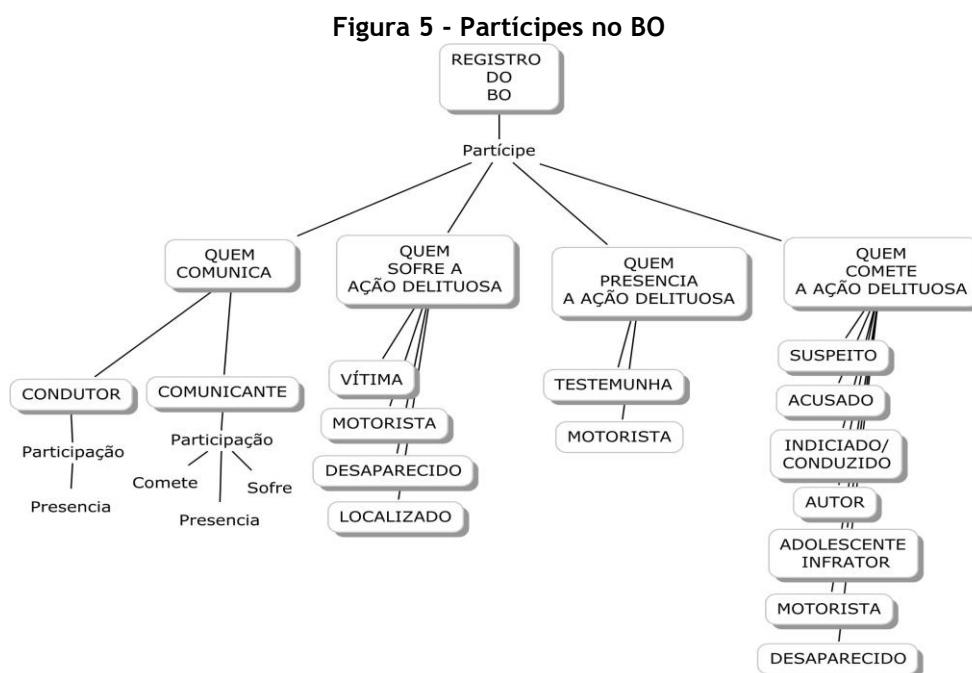 Figura 5 - Partícipes no BO
REGISTRO
DO
BO
Partícipe
QUEM
COMUNICA
QUEM
SOFRE A
AÇÃO DELITUOSA
QUEM
PRESENCIA
A AÇÃO DELITUOSA
QUEM
COMETE
A AÇÃO DELITUOSA
CONDUTOR
Participação
Presencia
COMUNICANTE
Participação
Comete
Presencia
Sofre
VÍTIMA
MOTORISTA
DESAPARECIDO
LOCALIZADO
TESTEMUNHA
MOTORISTA
SUSPEITO
ACUSADO
INDICIADO/
CONDUZIDO
AUTOR
ADOLESCENTE
INFRATOR
MOTORISTA
DESAPARECIDO